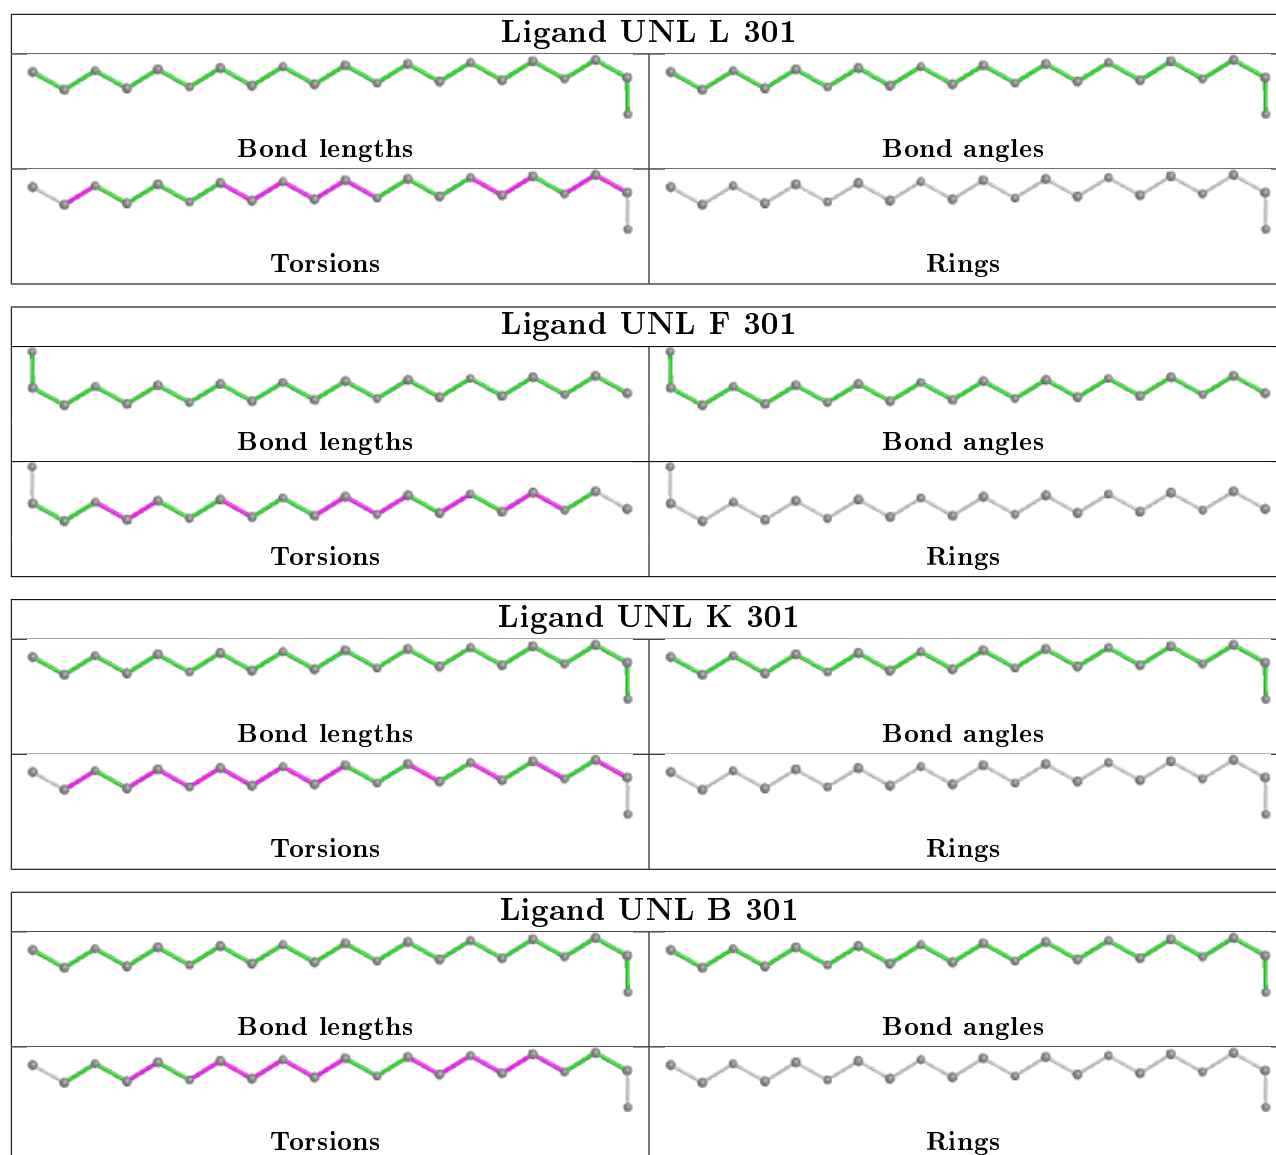 Ligand UNL L 301
Bond lengths
Bond angles
Torsions
Rings
Ligand UNL F 301
Bond lengths
Bond angles
Torsions
Rings
Ligand UNL K 301
Bond lengths
Bond angles
Torsions
Rings
Ligand UNL B 301
Bond lengths
Bond angles
Torsions
Rings